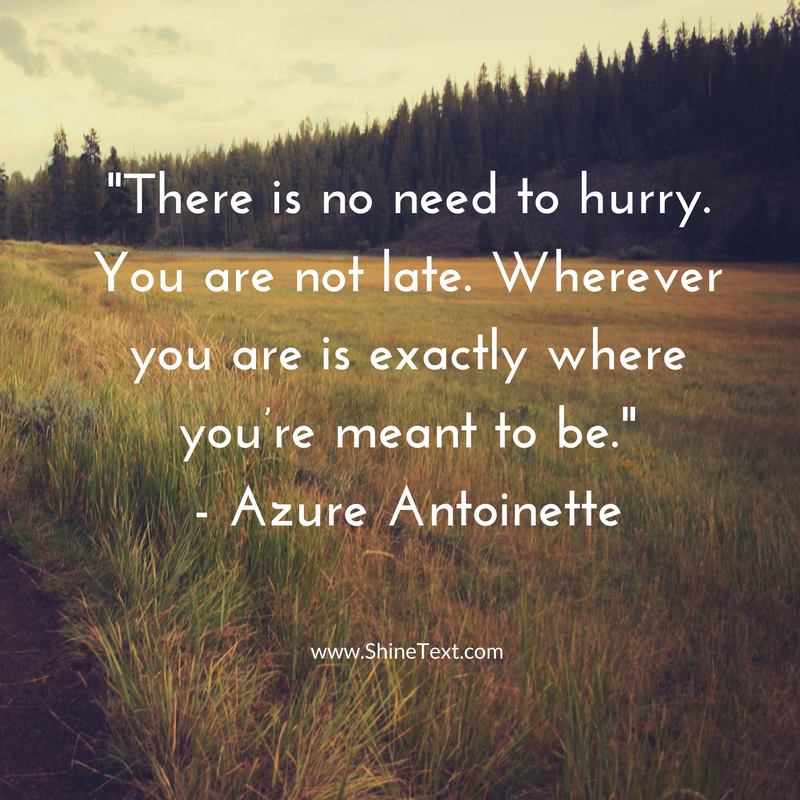 "There is no need to hurry.
You are not late. Wherever
you are is exactly where
you're meant to be."
- Azure Antoinette
www.ShineText.com